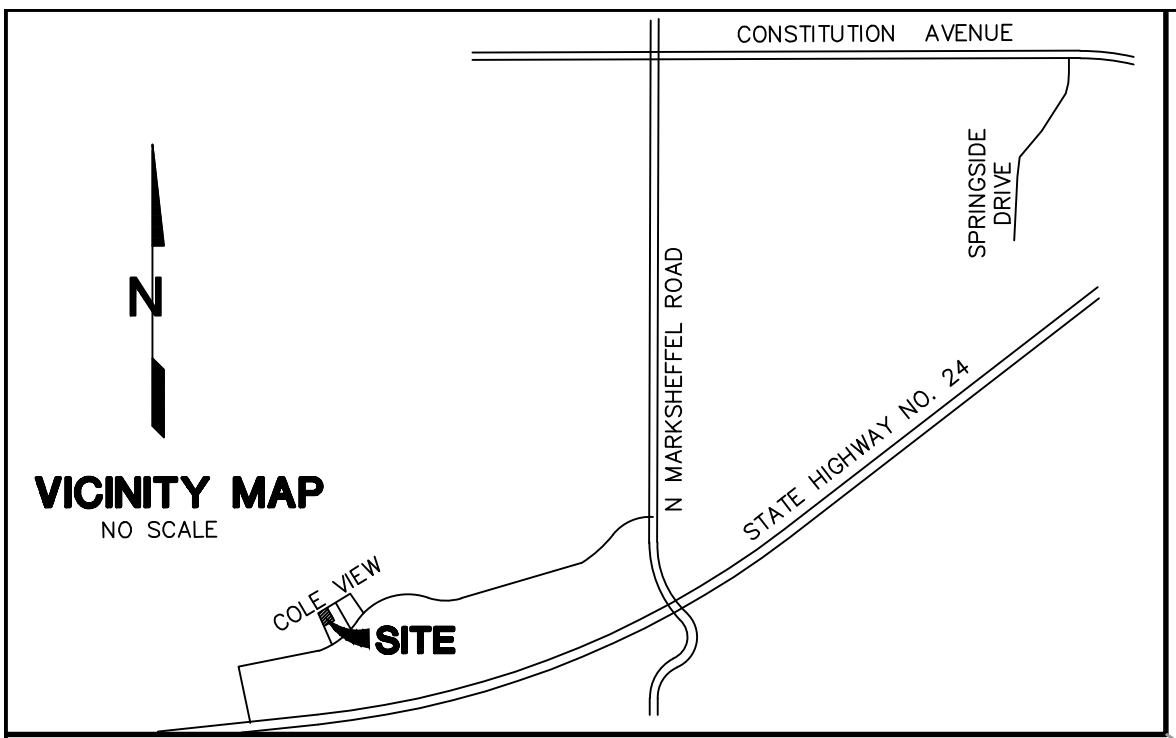 CONSTITUTION AVENUE
SPRINGSIDE
DRIVE
N MARKSHEFFEL ROAD
STATE HIGHWAY NO. 24
N
VICINITY MAP
NO SCALE
COLE VIEW
SITE